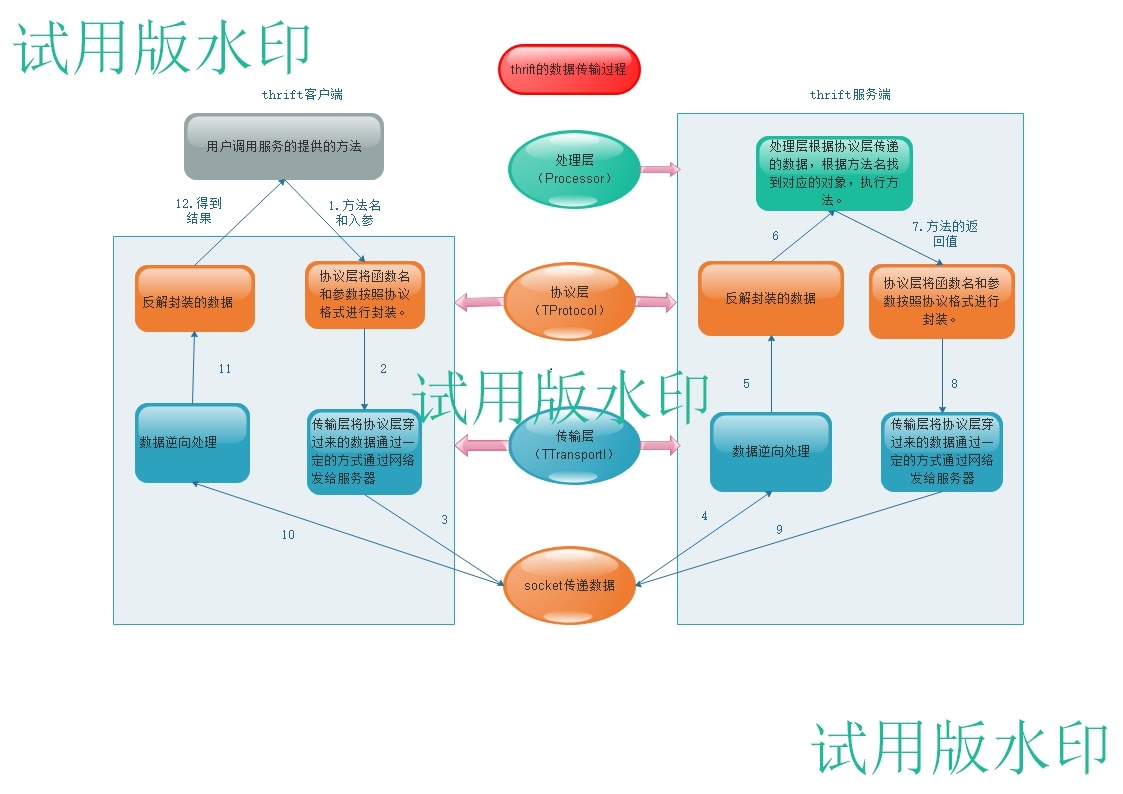 试用版水印
thrift的数据传输过程
thrift客户端
thrift服务端
用户调用服务的提供的方法
处理层
（Processor）
处理层根据协议层传递
的数据，根据方法名找
到对应的对象，执行方
法。
12.得到
结果
1.方法名
和入参
6
7.方法的返
回值
反解封装的数据
协议层将函数名
和参数按照协议
格式进行封装。
协议层
（TProtocol）
反解封装的数据
协议层将函数名和参
数按照协议格式进行
封装。
11
2
5
8
试用版水印
数据逆向处理
传输层将协议层穿
过来的数据通过一
定的方式通过网络
发给服务器
传输层
（TTransportl）
数据逆向处理
传输层将协议层穿
过来的数据通过一
定的方式通过网络
发给服务器
10
3
4
9
socket传递数据
试用版水印